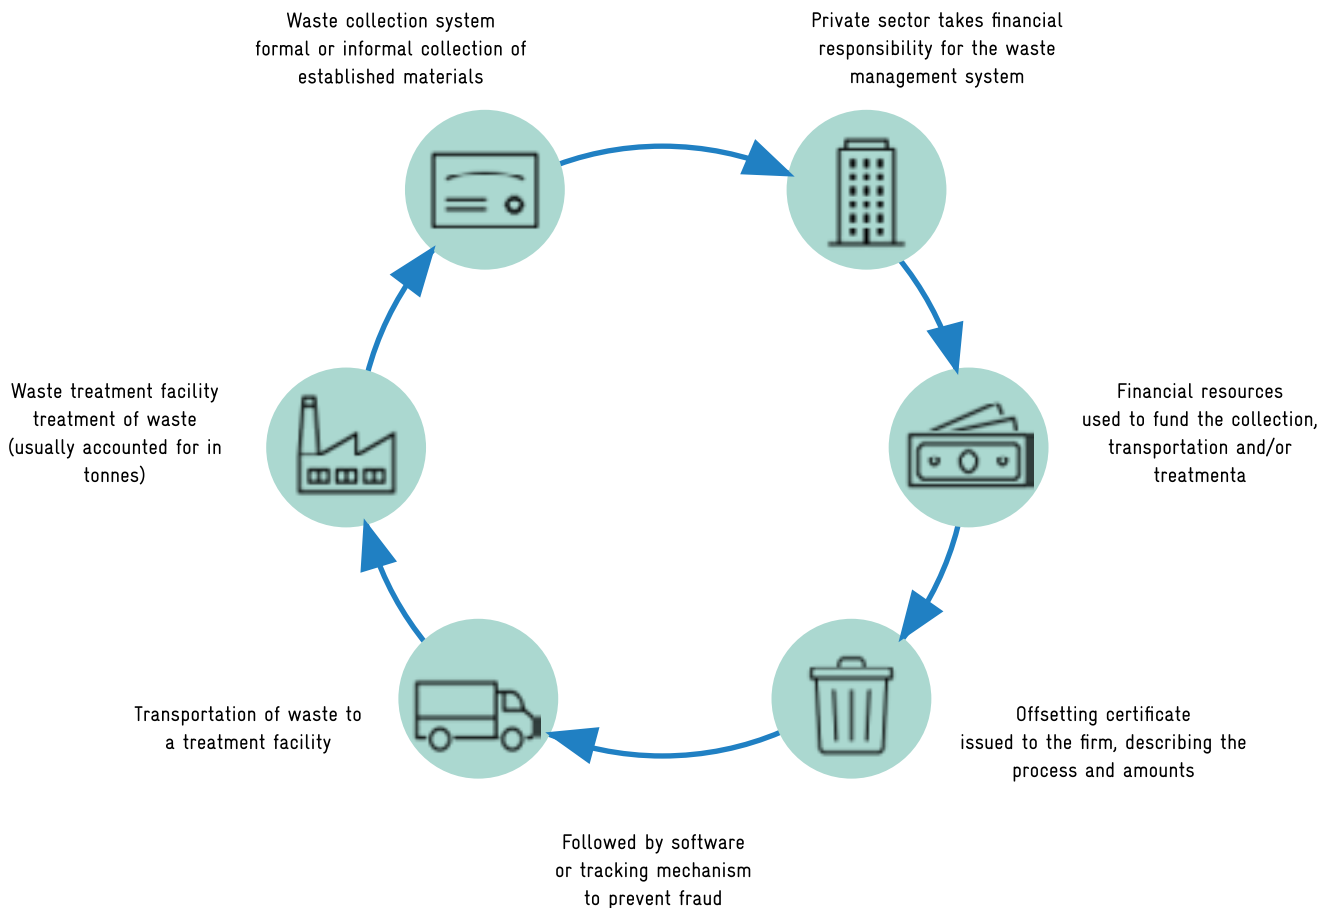 Waste collection system
formal or informal collection of
established materials
Private sector takes financial
responsibility for the waste
management system
Waste treatment facility
treatment of waste
(usually accounted for in
tonnes)
Financial resources
used to fund the collection,
transportation and/or
treatmenta
Transportation of waste to
a treatment facility
Offsetting certificate
issued to the firm, describing the
process and amounts
Followed by software
or tracking mechanism
to prevent fraud